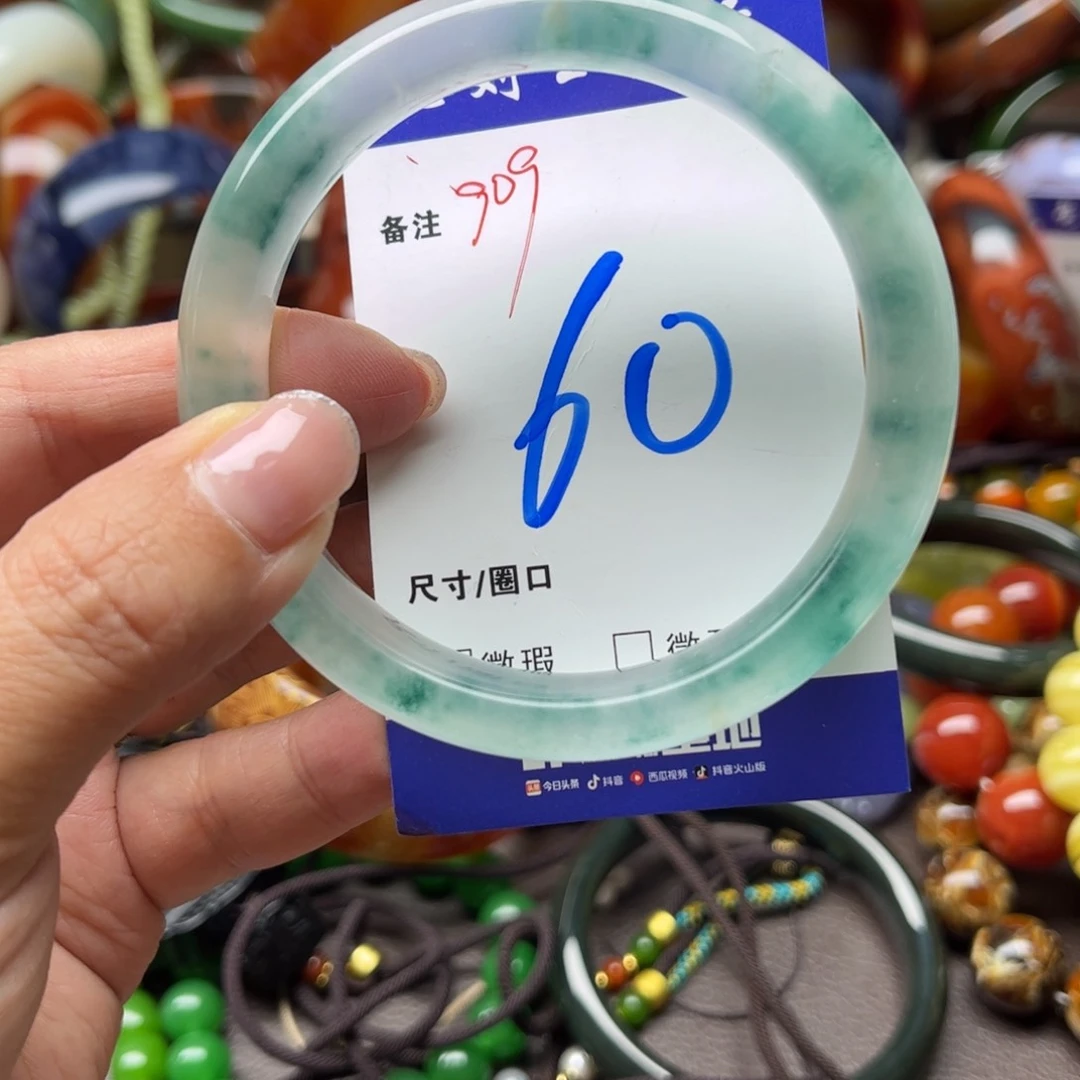 备注 909
60
尺寸/圈口
微瑕
今日头条 抖音 西瓜视频 抖音火山版